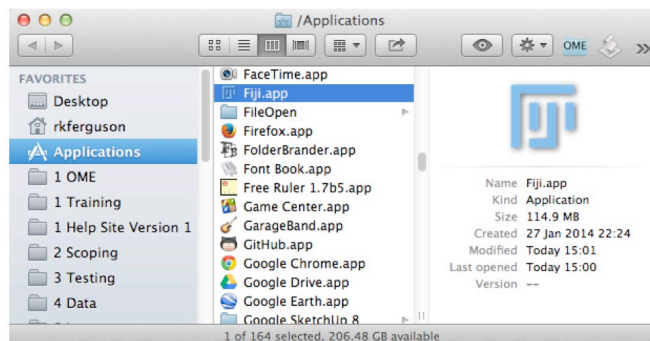 /Applications
OME
FAVORITES
Desktop
rkferguson
Applications
1 OME
1 Training
1 Help Site Version 1
2 Scoping
3 Testing
4 Data
FaceTime.app
Fiji.app
FileOpen
Firefox.app
FolderBrander.app
Font Book.app
Free Ruler 1.7b5.app
Game Center.app
GarageBand.app
GitHub.app
Google Chrome.app
Google Drive.app
Google Earth.app
Google SketchUp 8
Name Fiji.app
Kind Application
Size 114.9 MB
Created 27 Jan 2014 22:24
Modified Today 15:01
Last opened Today 15:00
Version --
1 of 164 selected, 206.48 GB available